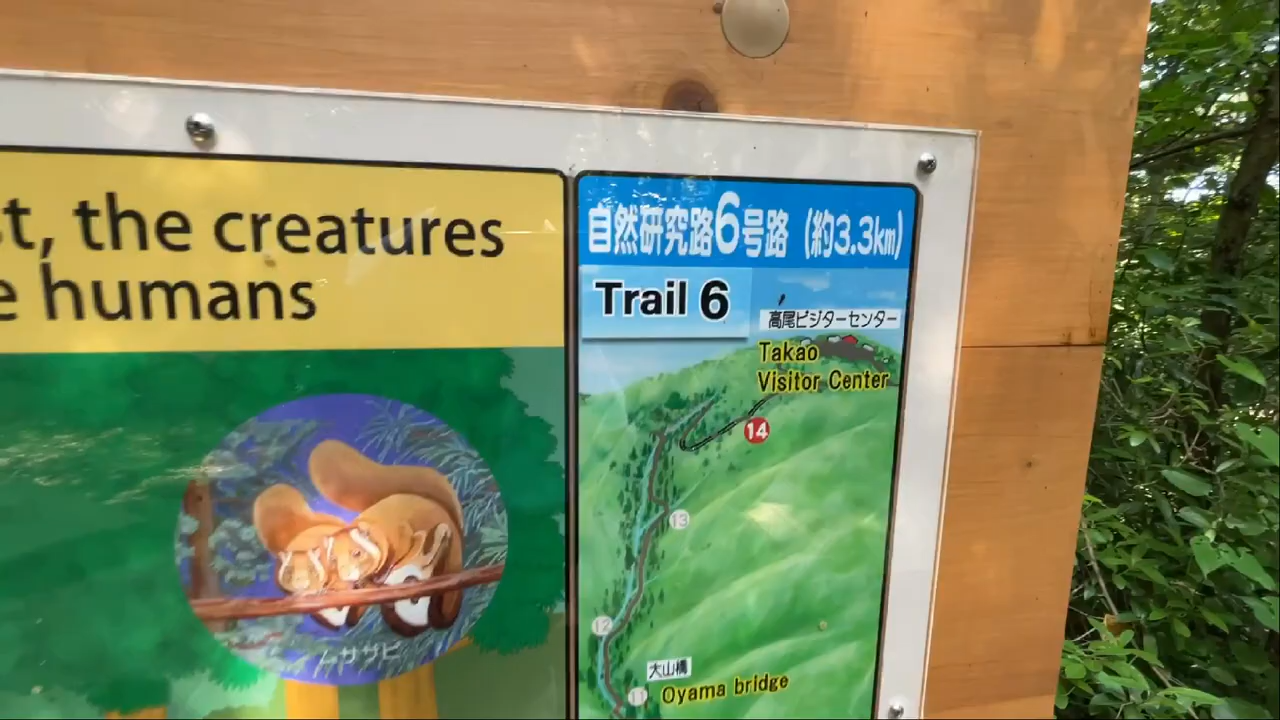 t, the creatures
e humans
ムササビ
自然研究路6号路 (約3.3km)
Trail 6
高尾ビジターセンター
Takao
Visitor Center
14
13
12
大山橋
11 Oyama bridge